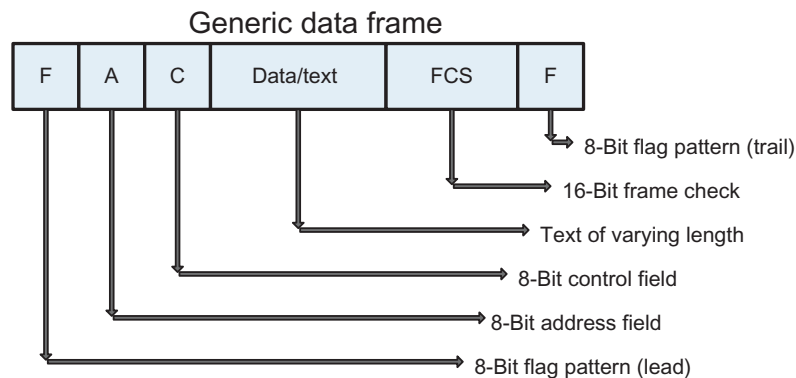 Generic data frame
F A C Data/text FCS F
8-Bit flag pattern (trail)
16-Bit frame check
Text of varying length
8-Bit control field
8-Bit address field
8-Bit flag pattern (lead)